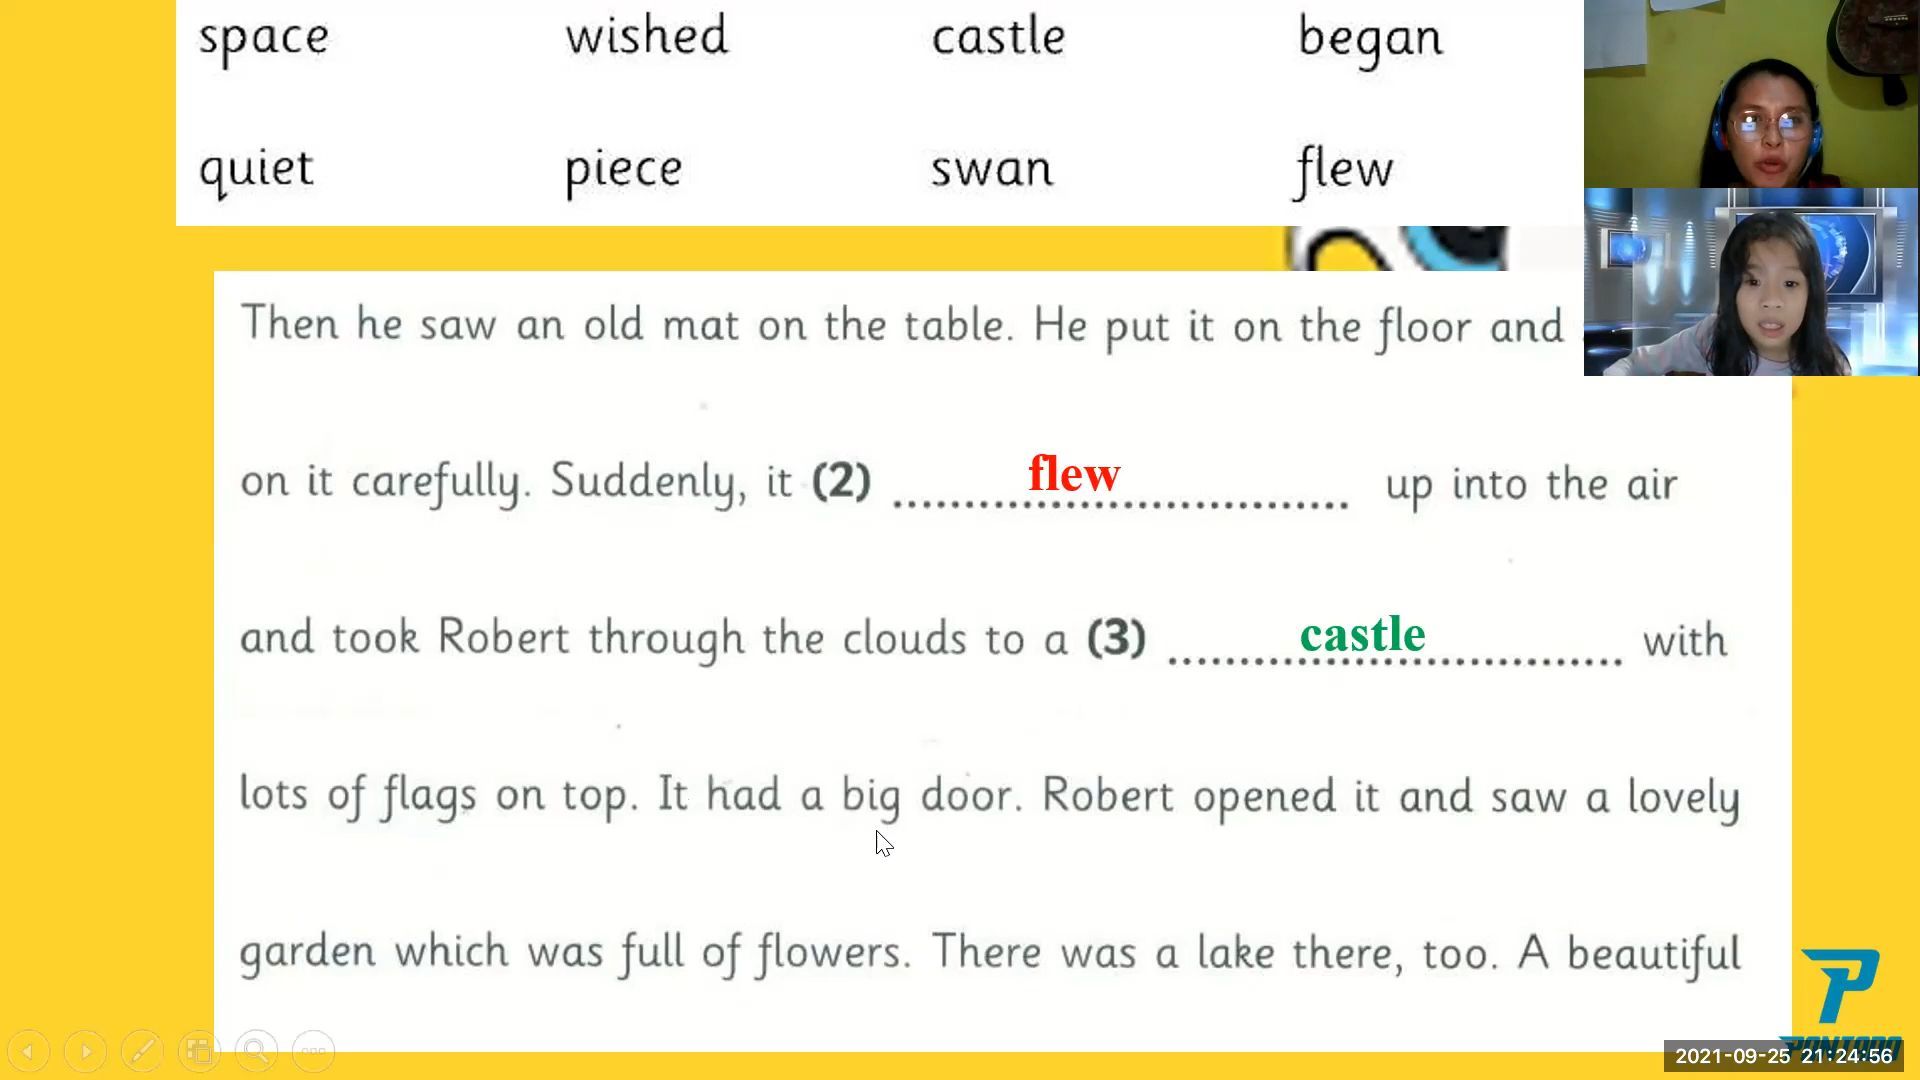 space wished castle began
quiet piece swan flew
Then he saw an old mat on the table. He put it on the floor and
on it carefully. Suddenly, it (2) flew up into the air
and took Robert through the clouds to a (3) castle with
lots of flags on top. It had a big door. Robert opened it and saw a lovely
garden which was full of flowers. There was a lake there, too. A beautiful
2021-09-25 21:24:56